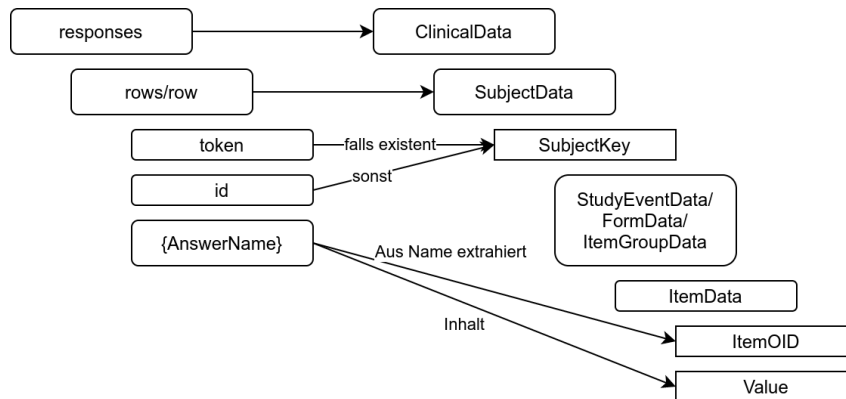 responses
ClinicalData
rows/row
SubjectData
token
falls existent
SubjectKey
id
sonst
StudyEventData/
FormData/
ItemGroupData
{AnswerName}
Aus Name extrahiert
ItemData
Inhalt
ItemOID
Value